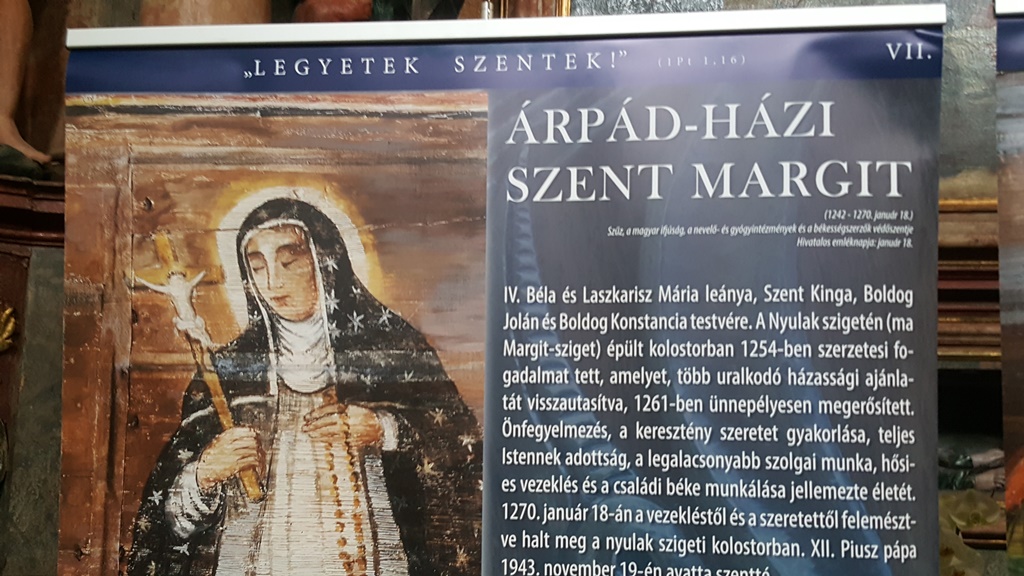 „LEGYETEK SZENTEK!” (1Pt 1,16)
VII.
ÁRPÁD-HÁZI
SZENT MARGIT
(1242 - 1270. január 18.)
Szűz, a magyar ifjúság, a nevelő- és gyógyintézmények és a békességszerzők védőszentje
Hivatalos emléknapja: január 18.
IV. Béla és Laszkarisz Mária leánya, Szent Kinga, Boldog
Jolán és Boldog Konstancia testvére. A Nyulak szigetén (ma
Margit-sziget) épült kolostorban 1254-ben szerzetesi fo-
gadalmat tett, amelyet, több uralkodó házassági ajánla-
tát visszautasítva, 1261-ben ünnepélyesen megerősített.
Önfegyelmezés, a keresztény szeretet gyakorlása, teljes
Istennek adottság, a legalacsonyabb szolgai munka, hősi-
es vezeklés és a családi béke munkálása jellemezte életét.
1270. január 18-án a vezekléstől és a szeretettől felemészt-
ve halt meg a nyulak szigeti kolostorban. XII. Piusz pápa
1943. november 19-én avatta szentté.